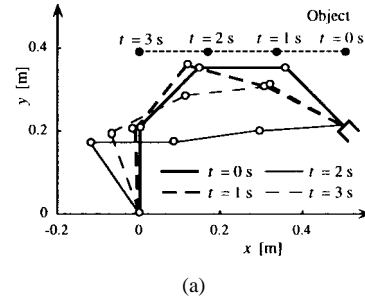 Object
t = 3 s t = 2 s t = 1 s t = 0 s
0.4
y [m]
0.2
t = 0 s t = 2 s
t = 1 s t = 3 s
0
-0.2 0 0.2 0.4
x [m]
(a)